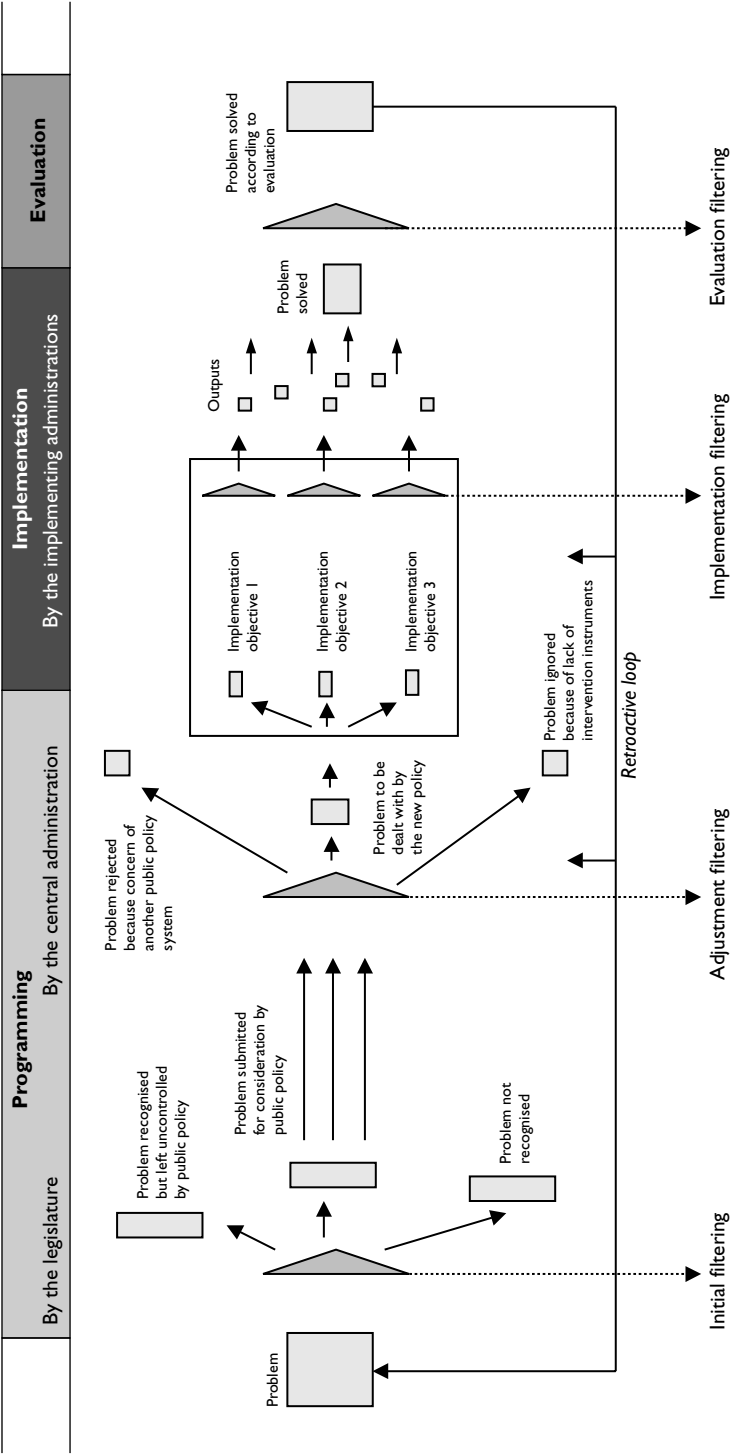 Programming
By the legislature
By the central administration
Implementation
By the implementing administrations
Evaluation
Problem
Problem recognised
but left uncontrolled
by public policy
Problem submitted
for consideration by
public policy
Problem not
recognised
Problem rejected
because concern of
another public policy
system
Problem to be
dealt with by
the new policy
Problem ignored
because of lack of
intervention instruments
Implementation
objective 1
Implementation
objective 2
Implementation
objective 3
Outputs
Problem
solved
Problem solved
according to
evaluation
Retroactive loop
Initial filtering
Adjustment filtering
Implementation filtering
Evaluation filtering